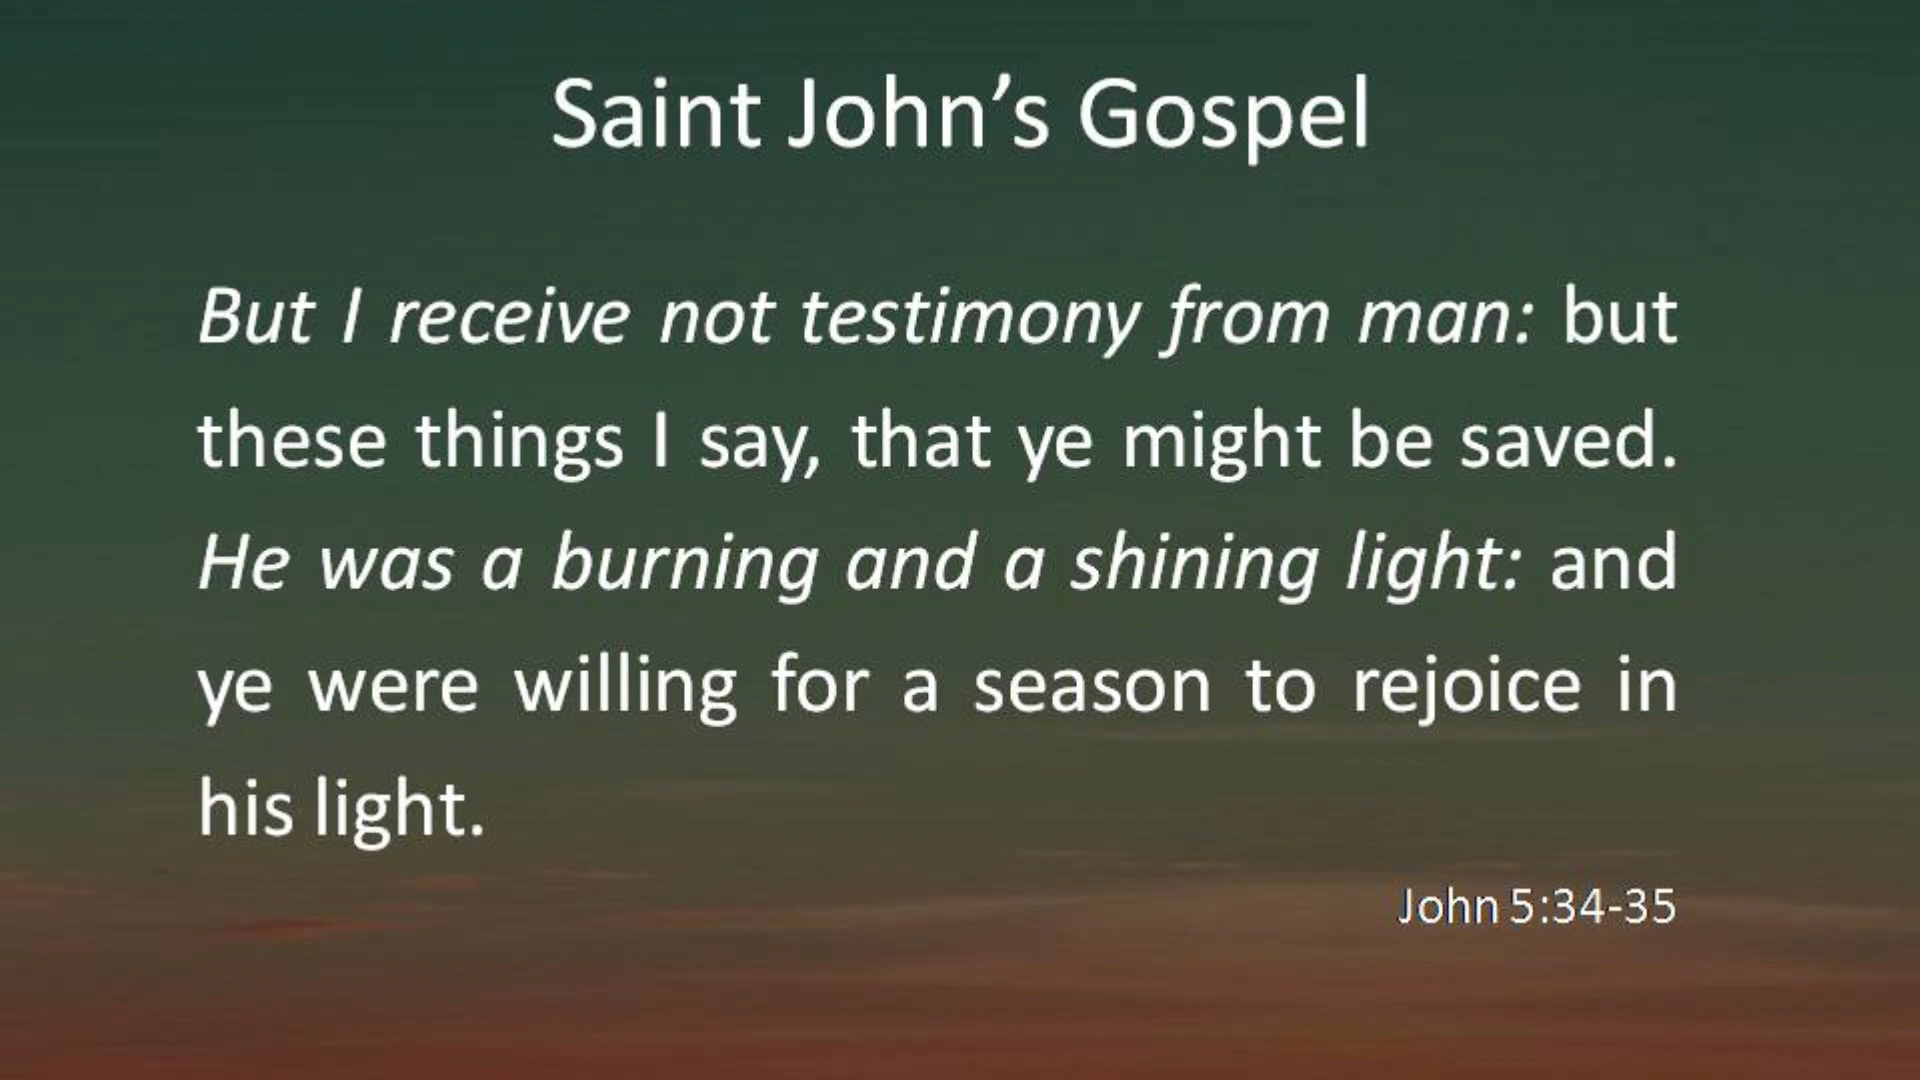 Saint John’s Gospel
But I receive not testimony from man: but
these things I say, that ye might be saved.
He was a burning and a shining light: and
ye were willing for a season to rejoice in
his light.
John 5:34-35